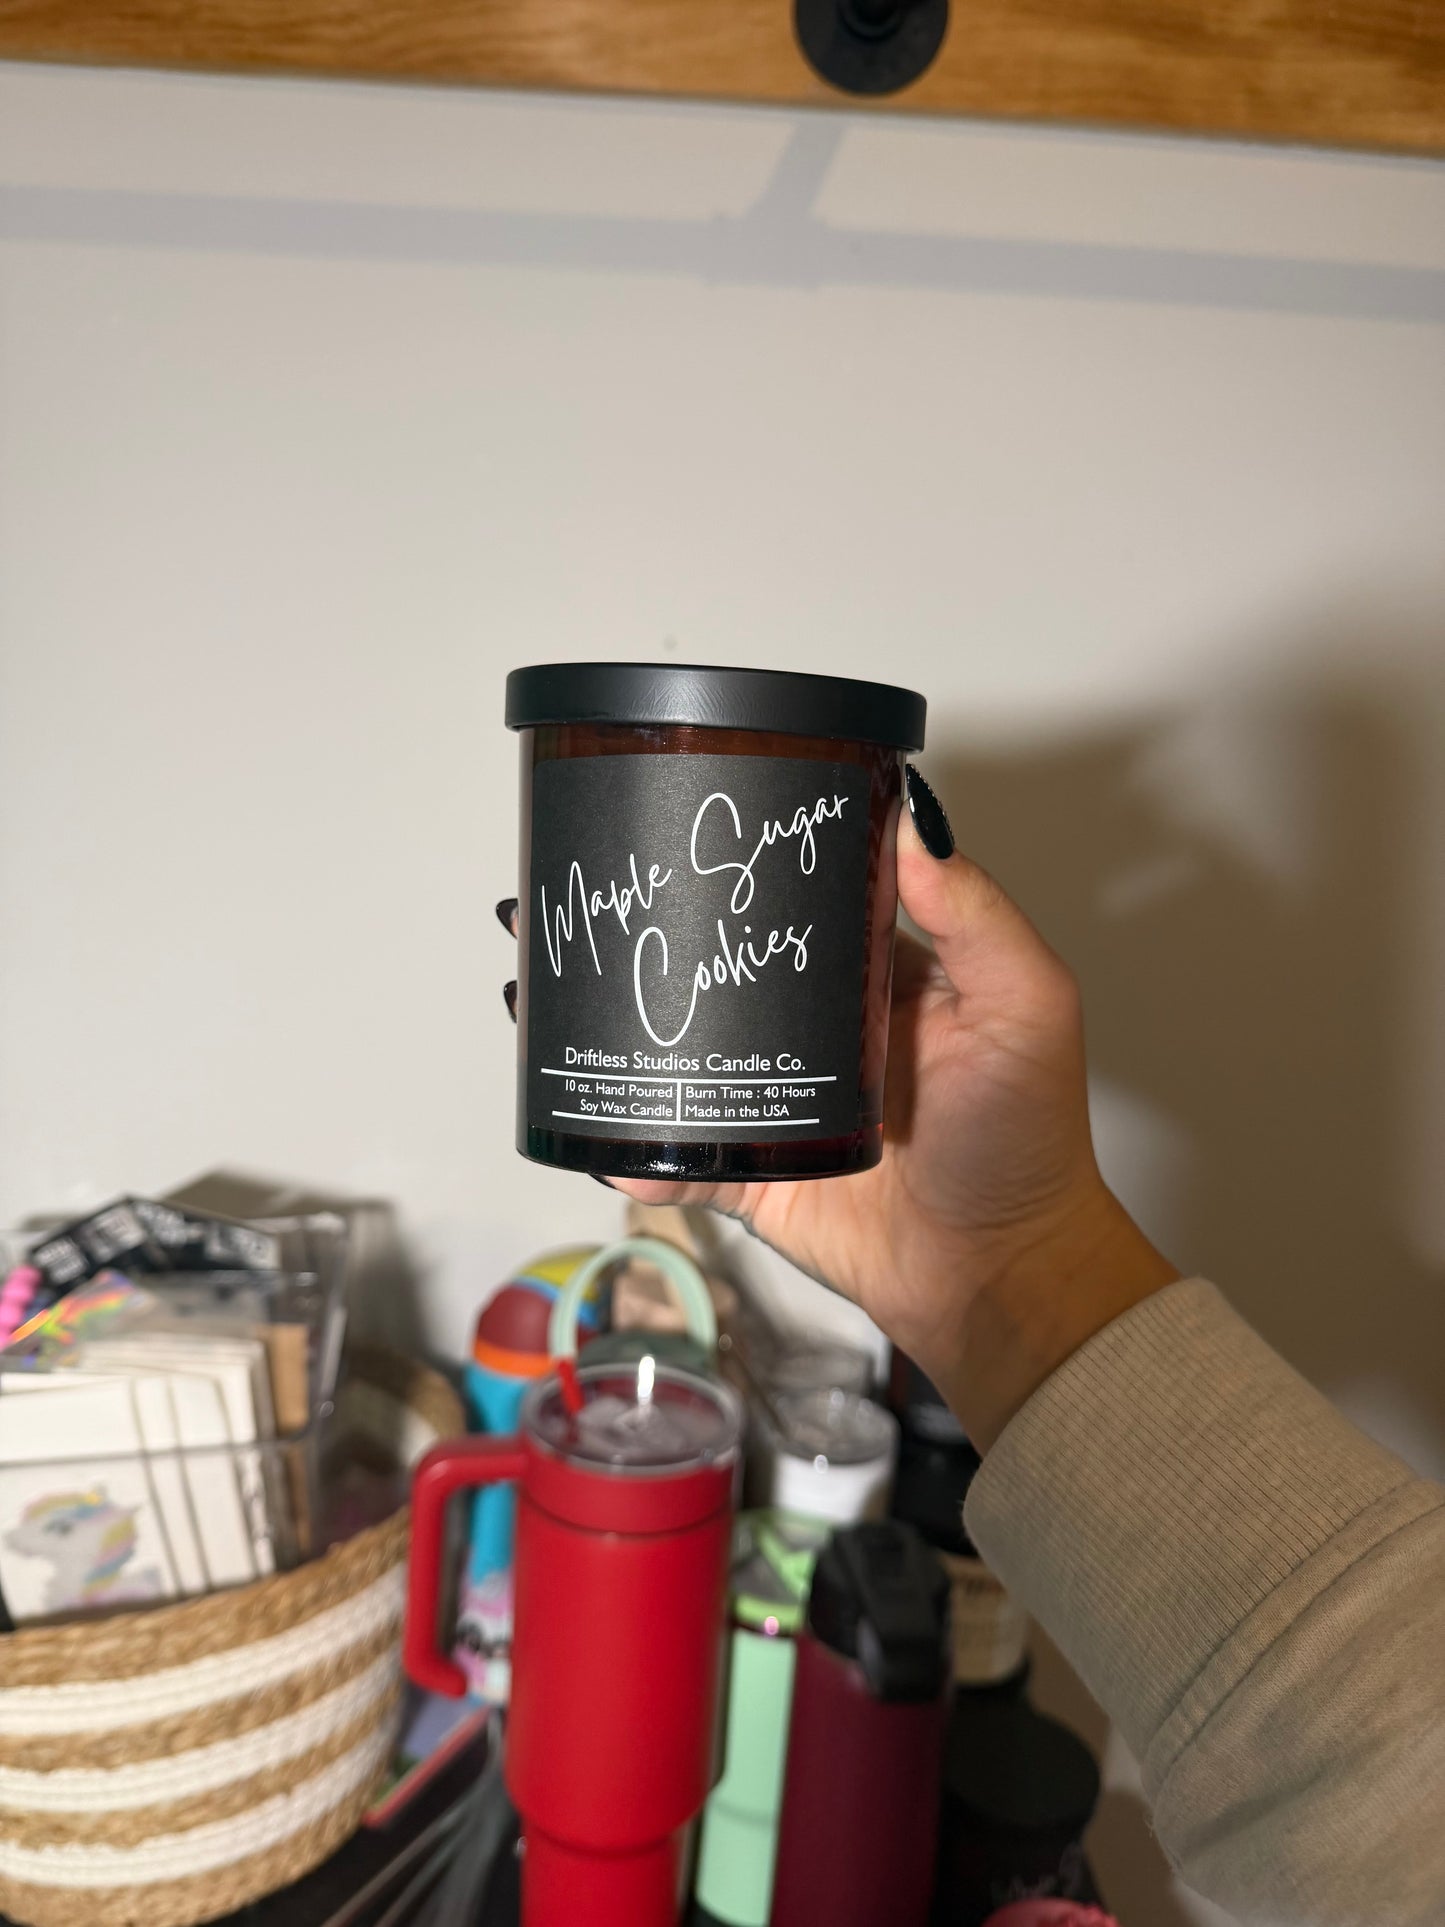 Maple Sugar
Cookies
Driftless Studios Candle Co.
10 oz. Hand Poured
Soy Wax Candle
Burn Time : 40 Hours
Made in the USA